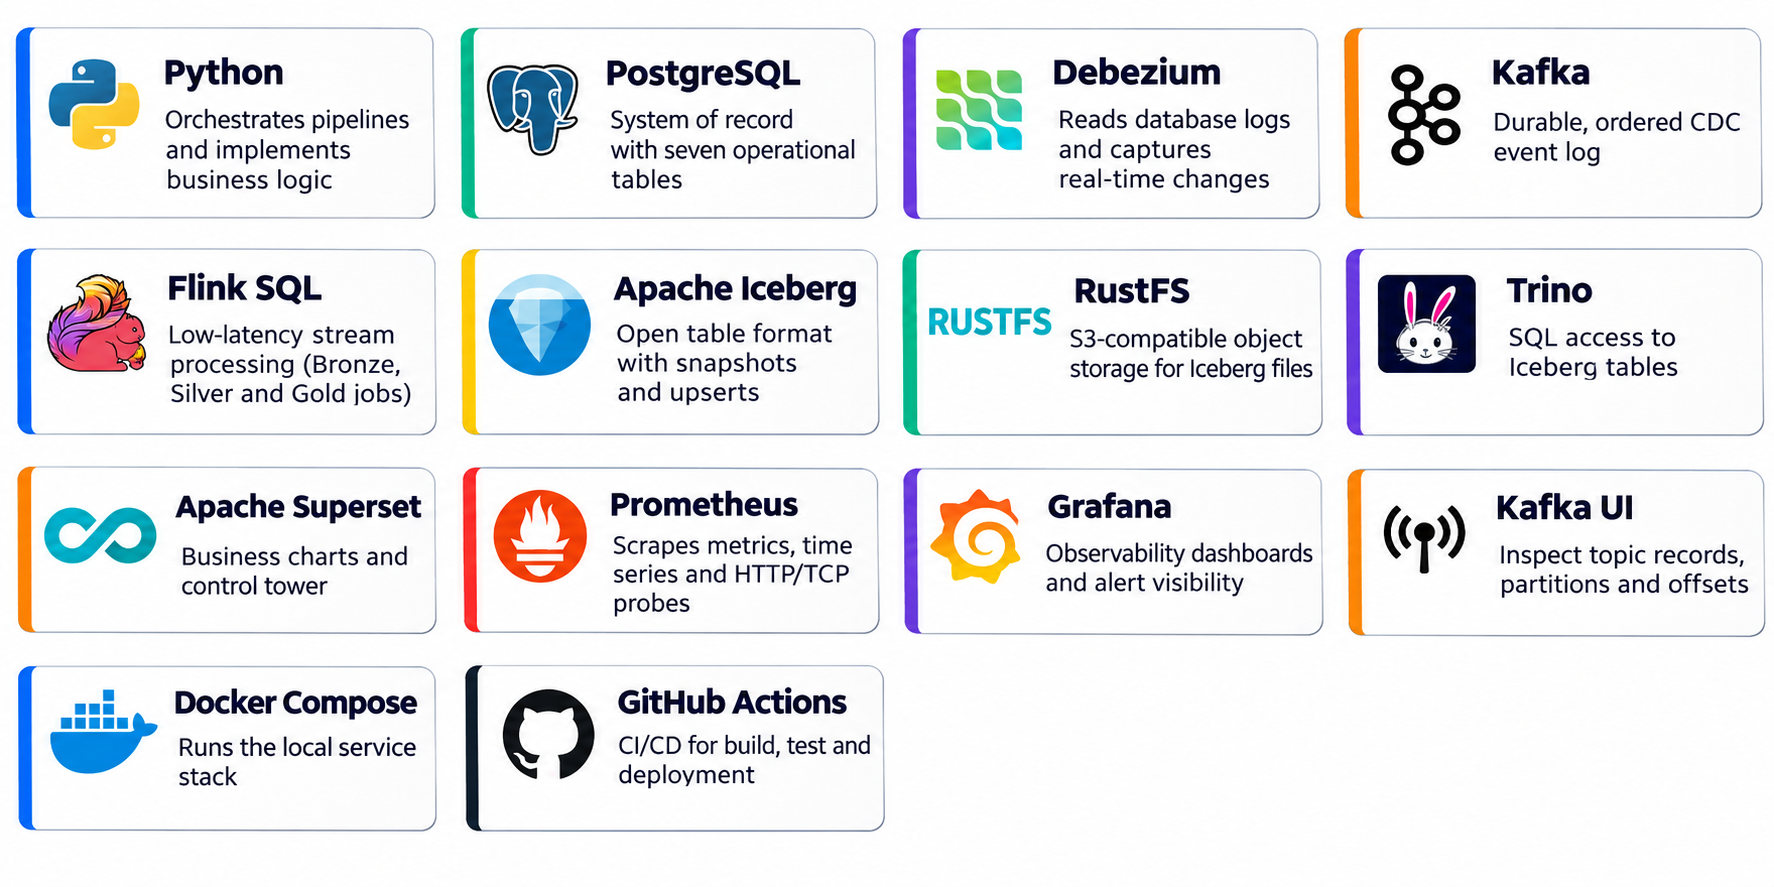 Python
Orchestrates pipelines
and implements
business logic
PostgreSQL
System of record
with seven operational
tables
Debezium
Reads database logs
and captures
real-time changes
Kafka
Durable, ordered CDC
event log
Flink SQL
Low-latency stream
processing (Bronze,
Silver and Gold jobs)
Apache Iceberg
Open table format
with snapshots
and upserts
RUSTFS
RustFS
S3-compatible object
storage for Iceberg files
Trino
SQL access to
Iceberg tables
Apache Superset
Business charts and
control tower
Prometheus
Scrapes metrics, time
series and HTTP/TCP
probes
Grafana
Observability dashboards
and alert visibility
Kafka UI
Inspect topic records,
partitions and offsets
Docker Compose
Runs the local service
stack
GitHub Actions
CI/CD for build, test and
deployment